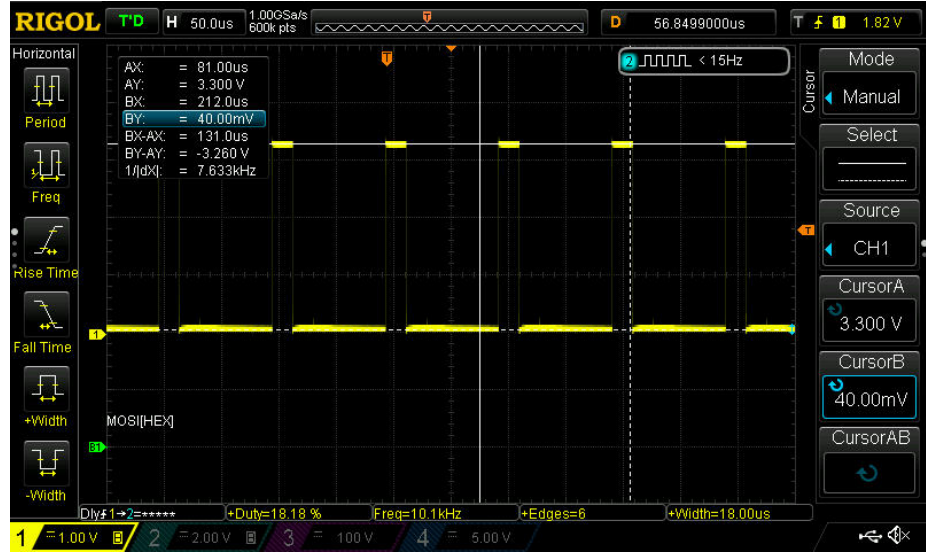 RIGOL T'D H 50.0us 1.00GSa/s 600k pts D 56.8499000us T 1 1.82 V
Horizontal
Period
Freq
Rise Time
Fall Time
+Width
-Width
AX: = 81.00us
AY: = 3.300 V
BX: = 212.0us
BY: = 40.00mV
BX-AX: = 131.0us
BY-AY: = -3.260 V
1/|dX|: = 7.633kHz
T
2 < 15Hz
T
1
MOSI[HEX]
B1
Cursor
Mode
Manual
Select
Source
CH1
CursorA
3.300 V
CursorB
40.00mV
CursorAB
Dly 1→2=***** +Duty=18.18 % Freq=10.1kHz +Edges=6 +Width=18.00us
1 =1.00 V B 2 =2.00 V B 3 = 100 V 4 = 5.00 V